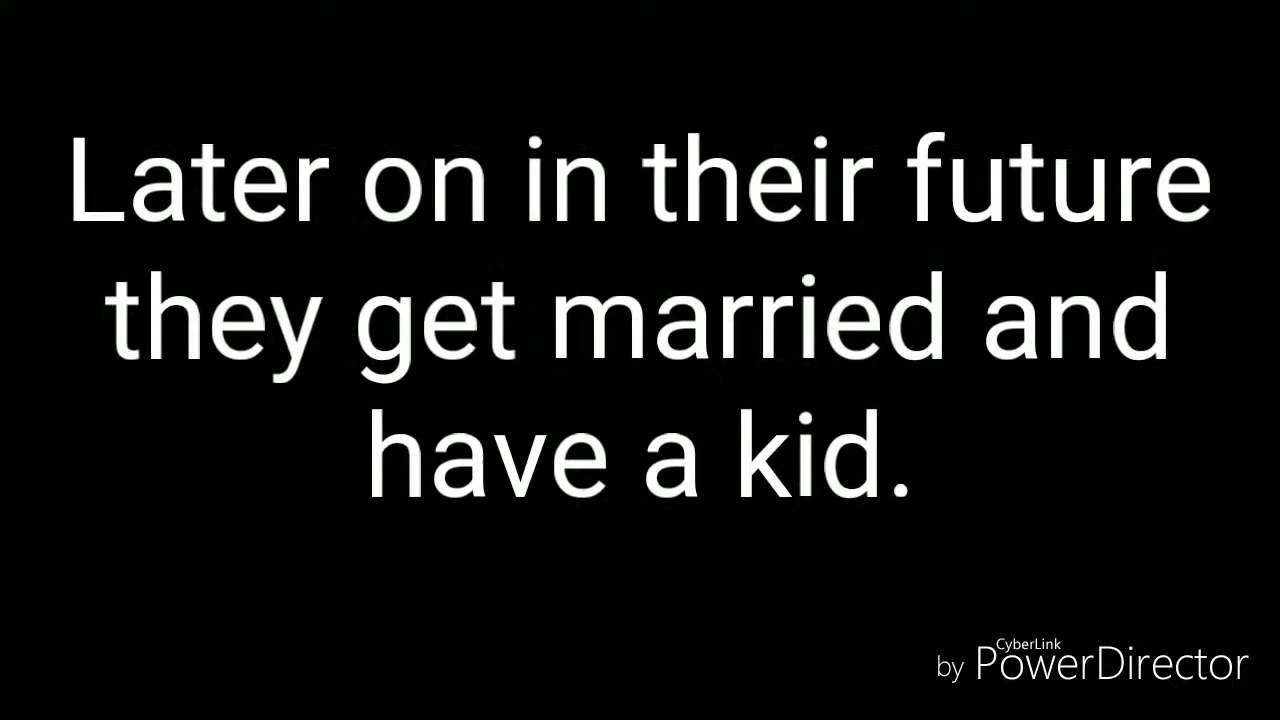 Later on in their future
they get married and
have a kid.
CyberLink
by PowerDirector